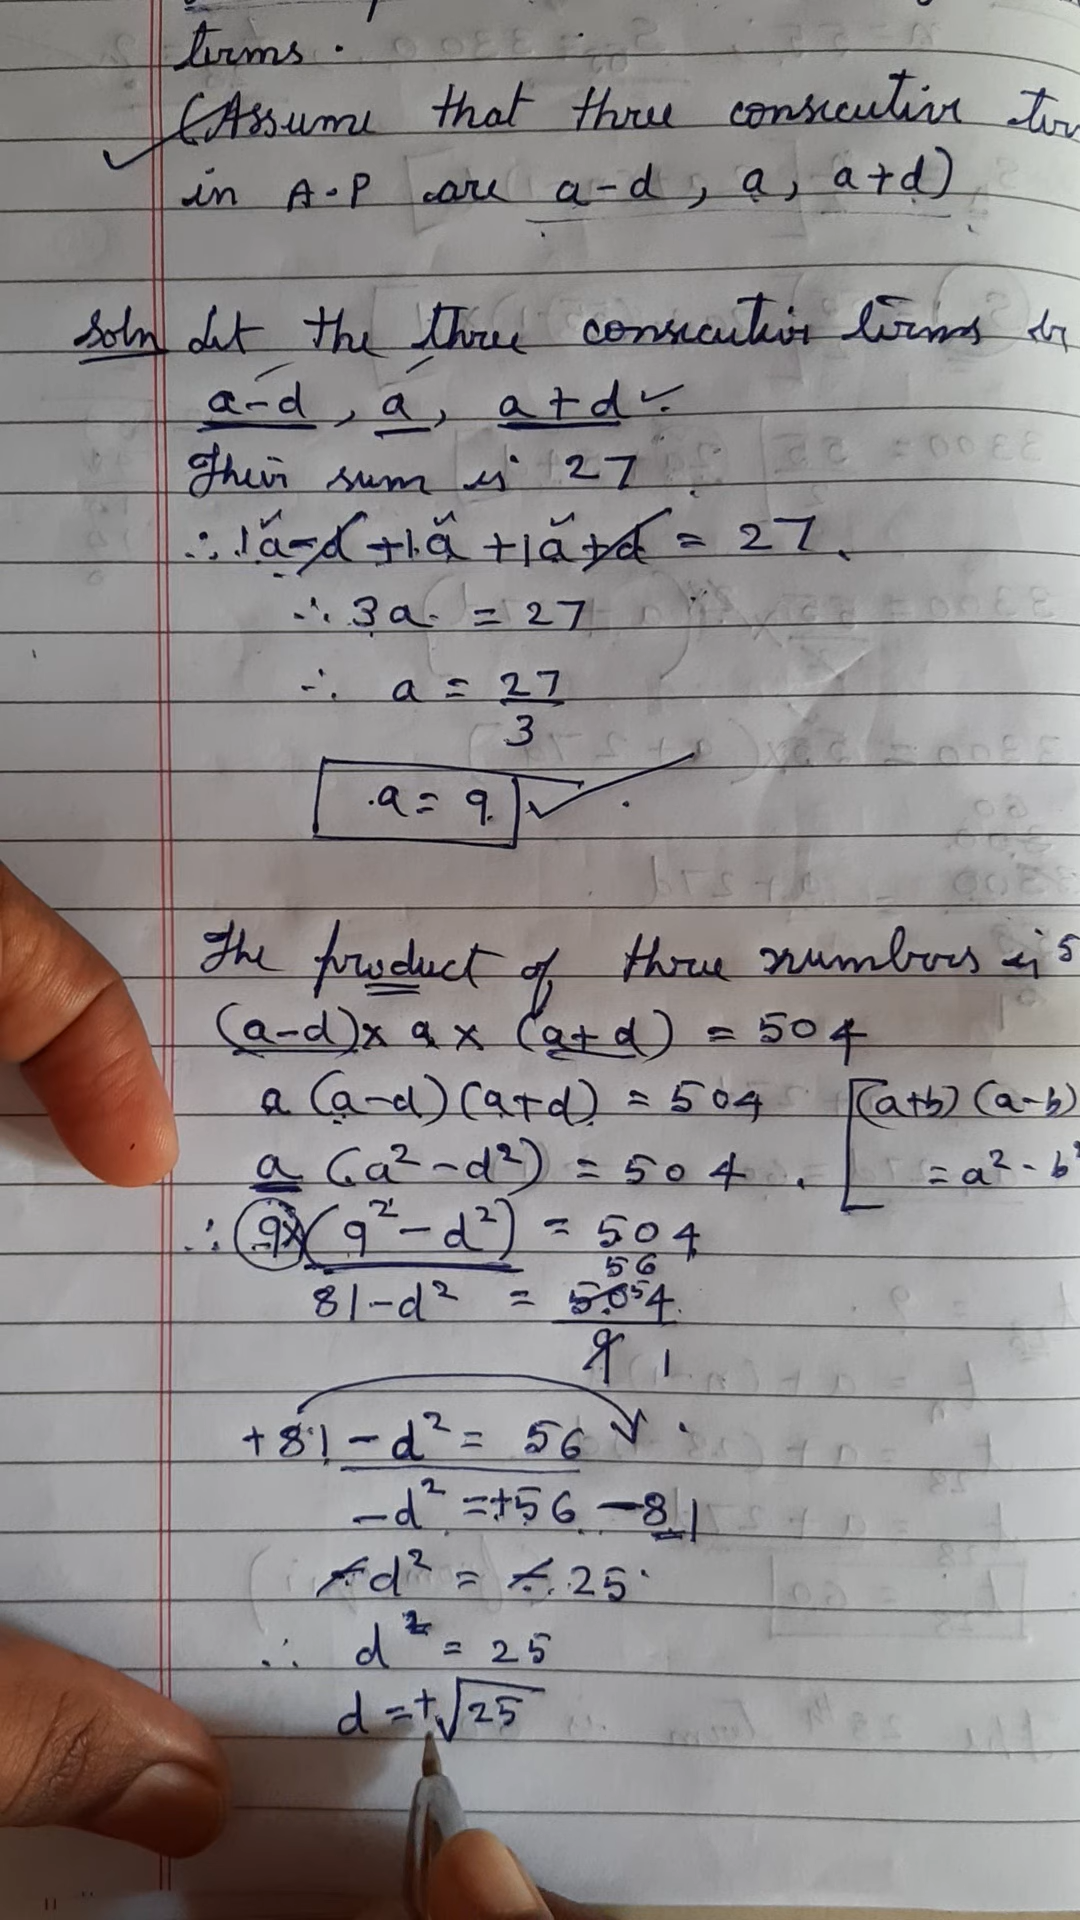 terms.
(Assume that three consecutive
in A.P are a-d, a, a+d)
soln Let the three consecutive terms be
a-d, a, a+d
Their sum is 27
∴ 1a-d+1a+1a+d = 27
∴ 3a = 27
∴ a = 27/3
a = 9
The product of three numbers is 5
(a-d)× a × (a+d) = 504
a (a-d)(a+d) = 504 [(a+b) (a-b)
a (a²-d²) = 504. = a²-b²
∴ 9×(9²-d²) = 504
56
81-d² = 504/9 1
+81-d² = 56
-d² = +56 -81
-d² = -25
∴ d² = 25
d = ±√25